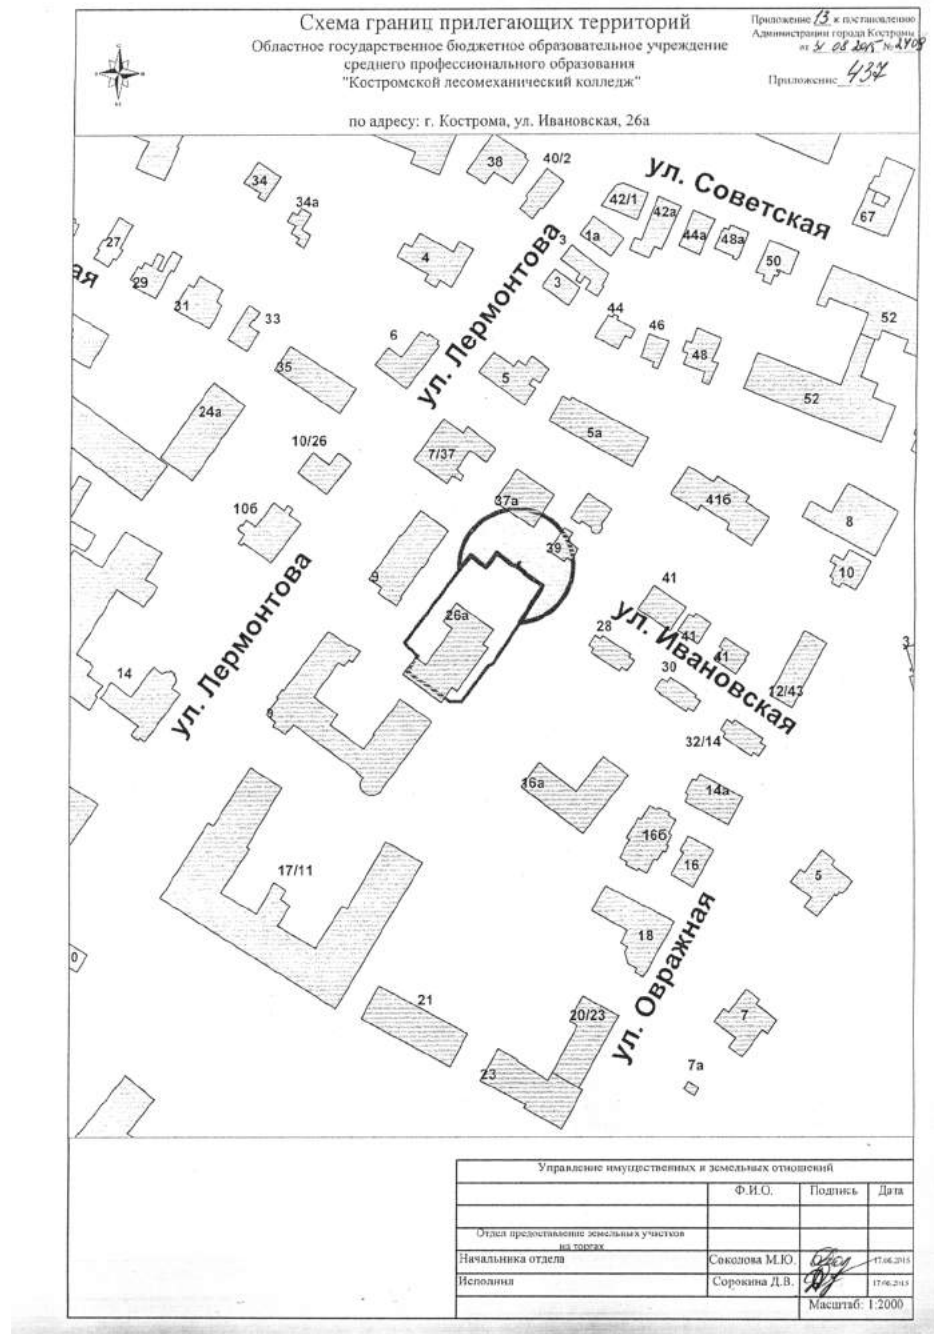 Схема границ прилегающих территорий
Областное государственное бюджетное образовательное учреждение
среднего профессионального образования
"Костромской лесомеханический колледж"
по адресу: г. Кострома, ул. Ивановская, 26а
Приложение 13 к постановлению
Администрации города Костромы
от 31 08 2015 № 2408
Приложение 437
38
40/2
ул. Советская
34
42/1
42а
34а
67
27
1а
44а
48а
3
4
50
ая
29
3
31
ул. Лермонтова
33
44
46
52
6
48
35
5
52
24а
5а
10/26
7/37
37а
41б
10б
8
39
9
10
41
26а
ул. Ивановская
28
41
3
41
ул. Лермонтова
14
30
12/43
9
32/14
16а
14а
16б
16
17/11
5
18
ул. Овражная
0
21
20/23
7
7а
23
Управление имущественных и земельных отношений
Ф.И.О. Подпись Дата
Отдел предоставление земельных участков
на торгах
Начальника отдела Соколова М.Ю. 17.06.2015
Исполнил Сорокина Д.В. 17.06.2015
Масштаб: 1:2000